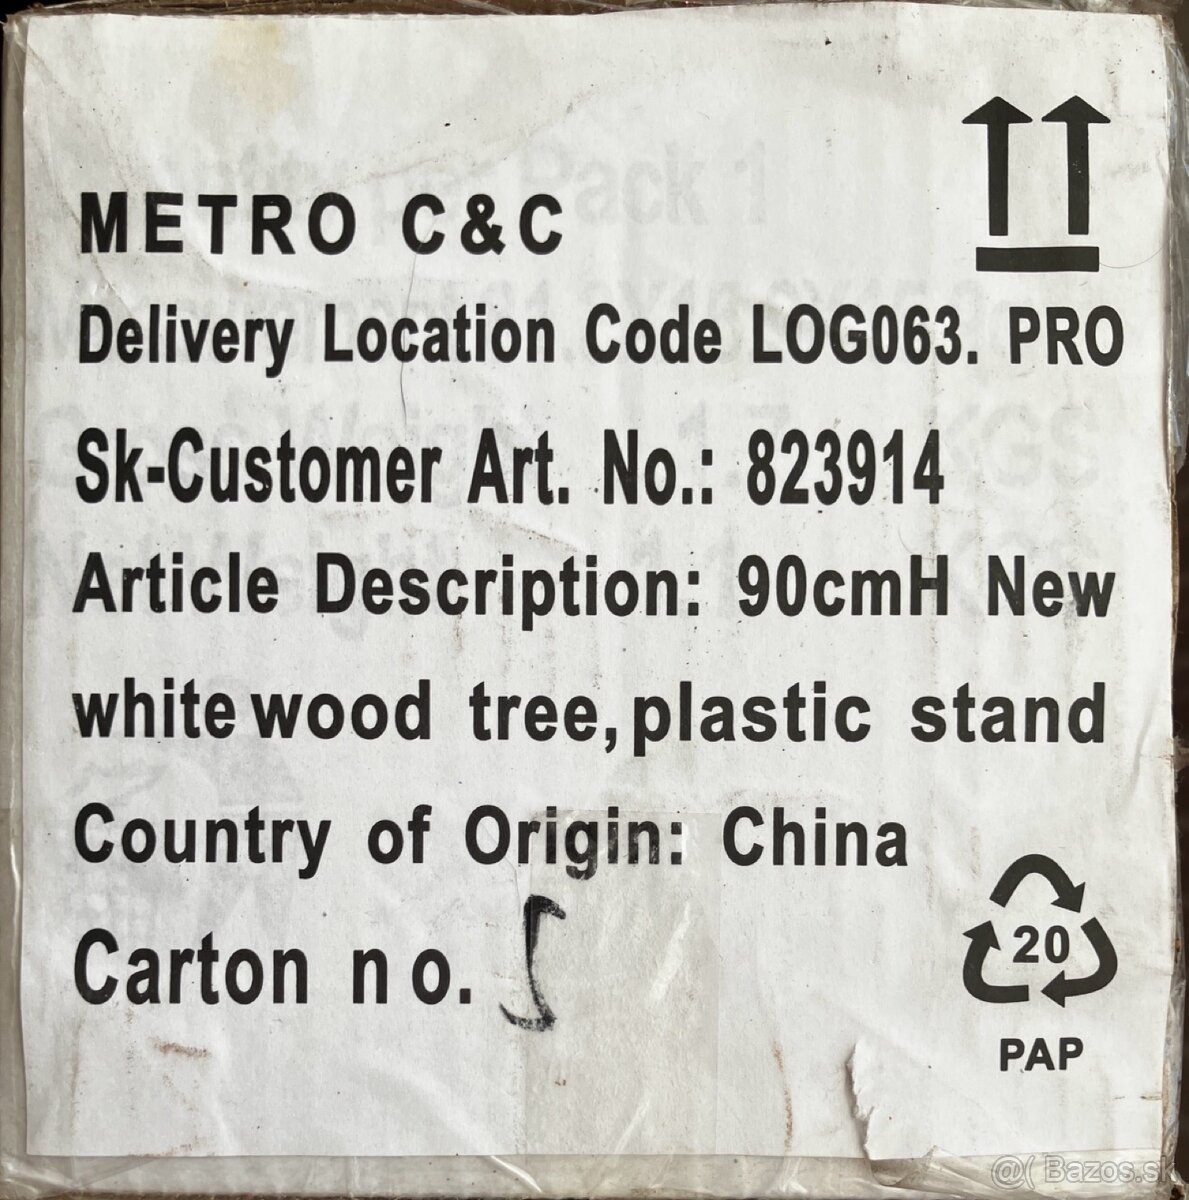 METRO C&C
Delivery Location Code LOG063. PRO
Sk-Customer Art. No.: 823914
Article Description: 90cmH New
white wood tree, plastic stand
Country of Origin: China
Carton no. 5
20
PAP
Bazos.sk